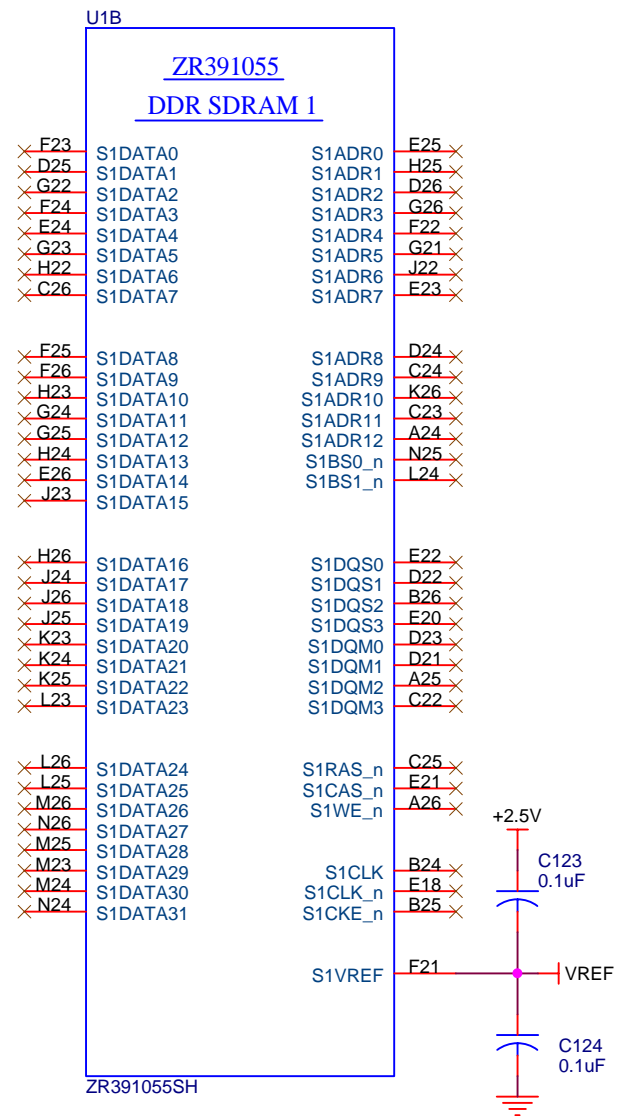 U1B
ZR391055
DDR SDRAM 1
F23 S1DATA0 S1ADR0 E25
D25 S1DATA1 S1ADR1 H25
G22 S1DATA2 S1ADR2 D26
F24 S1DATA3 S1ADR3 G26
E24 S1DATA4 S1ADR4 F22
G23 S1DATA5 S1ADR5 G21
H22 S1DATA6 S1ADR6 J22
C26 S1DATA7 S1ADR7 E23
F25 S1DATA8 S1ADR8 D24
F26 S1DATA9 S1ADR9 C24
H23 S1DATA10 S1ADR10 K26
G24 S1DATA11 S1ADR11 C23
G25 S1DATA12 S1ADR12 A24
H24 S1DATA13 S1BS0_n N25
E26 S1DATA14 S1BS1_n L24
J23 S1DATA15
H26 S1DATA16 S1DQS0 E22
J24 S1DATA17 S1DQS1 D22
J26 S1DATA18 S1DQS2 B26
J25 S1DATA19 S1DQS3 E20
K23 S1DATA20 S1DQM0 D23
K24 S1DATA21 S1DQM1 D21
K25 S1DATA22 S1DQM2 A25
L23 S1DATA23 S1DQM3 C22
L26 S1DATA24 S1RAS_n C25
L25 S1DATA25 S1CAS_n E21
M26 S1DATA26 S1WE_n A26
N26 S1DATA27
M25 S1DATA28
M23 S1DATA29 S1CLK B24
M24 S1DATA30 S1CLK_n E18
N24 S1DATA31 S1CKE_n B25
+2.5V
C123
0.1uF
S1VREF F21 VREF
C124
0.1uF
ZR391055SH